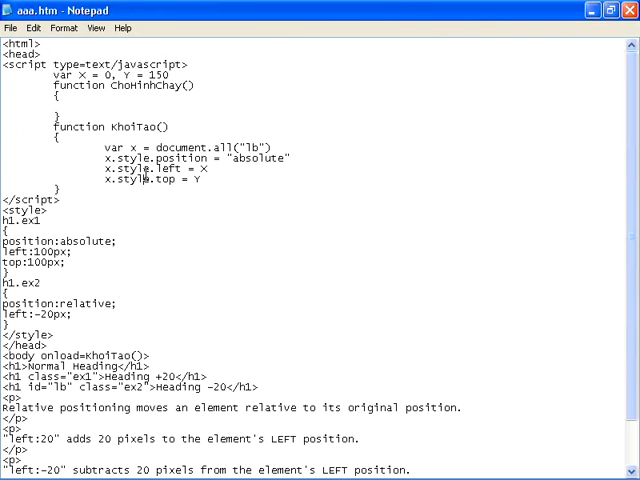 aaa.htm - Notepad
File Edit Format View Help
<html>
<head>
<script type=text/javascript>
var X = 0, Y = 150
function ChoHinhChay()
{
}
function KhoiTao()
{
var x = document.all("lb")
x.style.position = "absolute"
x.style.left = X
x.style.top = Y
}
</script>
<style>
h1.ex1
{
position:absolute;
left:100px;
top:100px;
}
h1.ex2
{
position:relative;
left:-20px;
}
</style>
</head>
<body onload=KhoiTao()>
<h1>Normal Heading</h1>
<h1 class="ex1">Heading +20</h1>
<h1 id="lb" class="ex2">Heading -20</h1>
<p>
Relative positioning moves an element relative to its original position.
</p>
<p>
"left:20" adds 20 pixels to the element's LEFT position.
</p>
<p>
"left:-20" subtracts 20 pixels from the element's LEFT position.